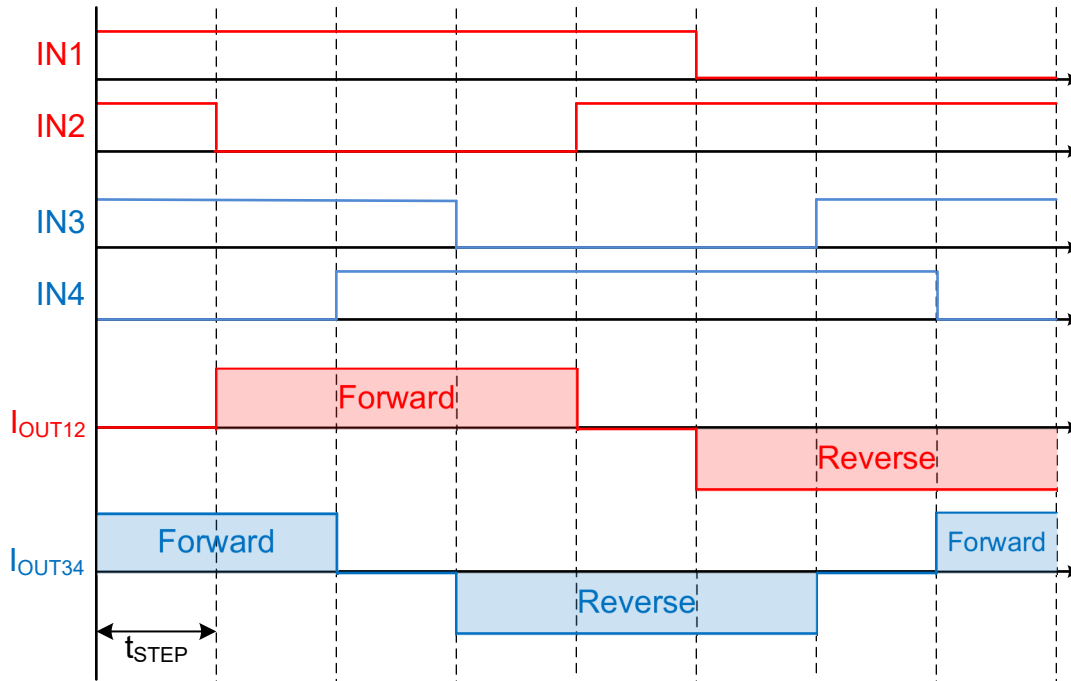 IN1
IN2
IN3
IN4
Forward
IOUT12
Reverse
Forward
Forward
IOUT34
Reverse
tSTEP